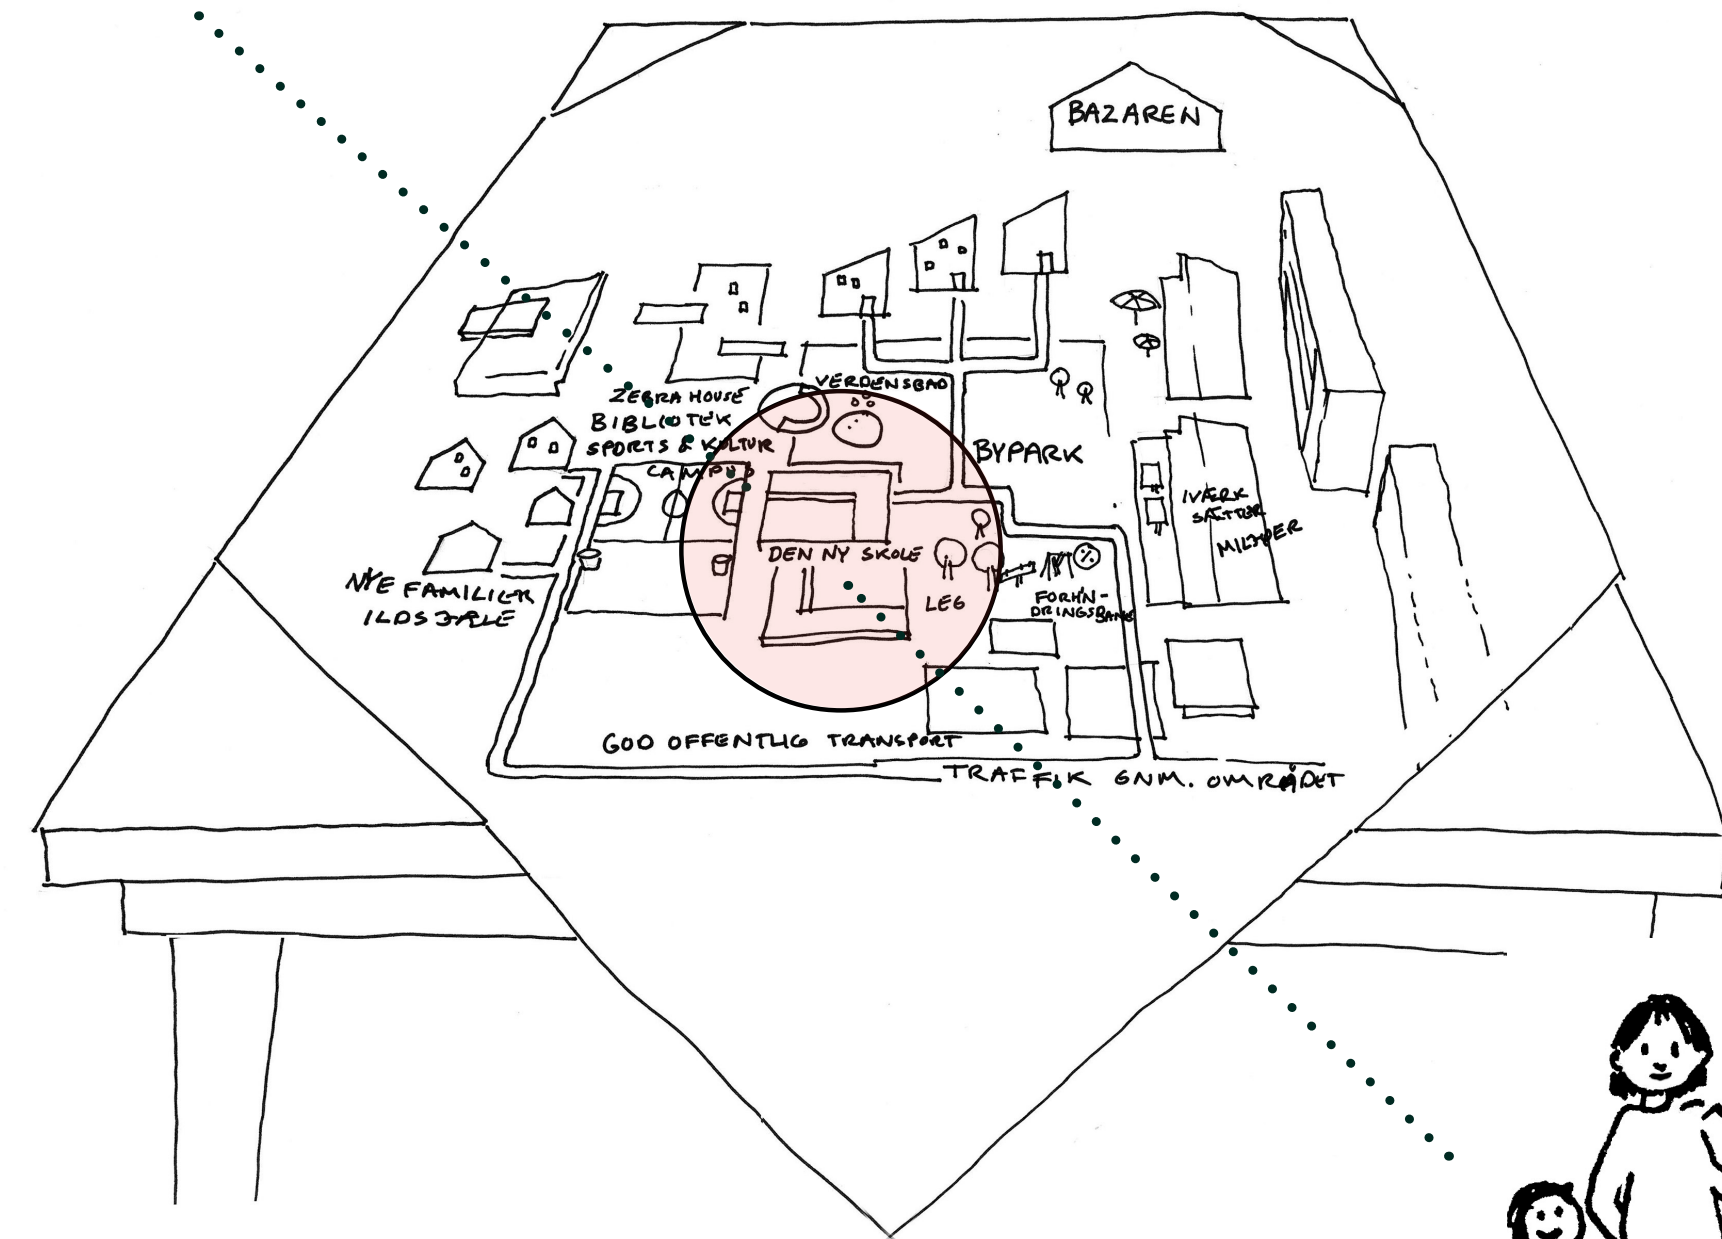 BAZAREN
VERDENSBAD
ZEBRA HOUSE
BIBLIOTEK
SPORTS & KULTUR
CAMPUS
BYPARK
IVÆRK
SÆTTER
MILJØER
DEN NY SKOLE
NYE FAMILIER
ILDSJÆLE
LEG
FORHIN-
DRINGSBANE
GOD OFFENTLIG TRANSPORT
TRAFFIK GNM. OMRÅDET